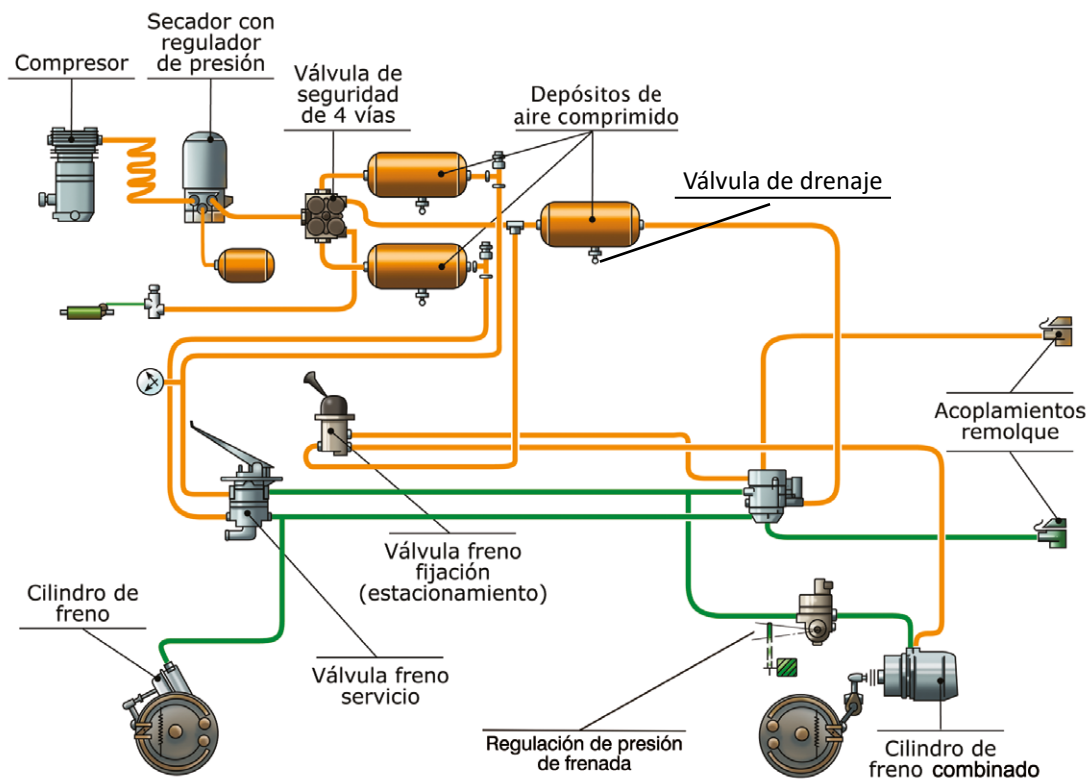 Compresor
Secador con
regulador
de presión
Válvula de
seguridad
de 4 vías
Depósitos de
aire comprimido
Válvula de drenaje
Acoplamientos
remolque
Válvula freno
fijación
(estacionamiento)
Cilindro de
freno
Válvula freno
servicio
Regulación de presión
de frenada
Cilindro de
freno combinado